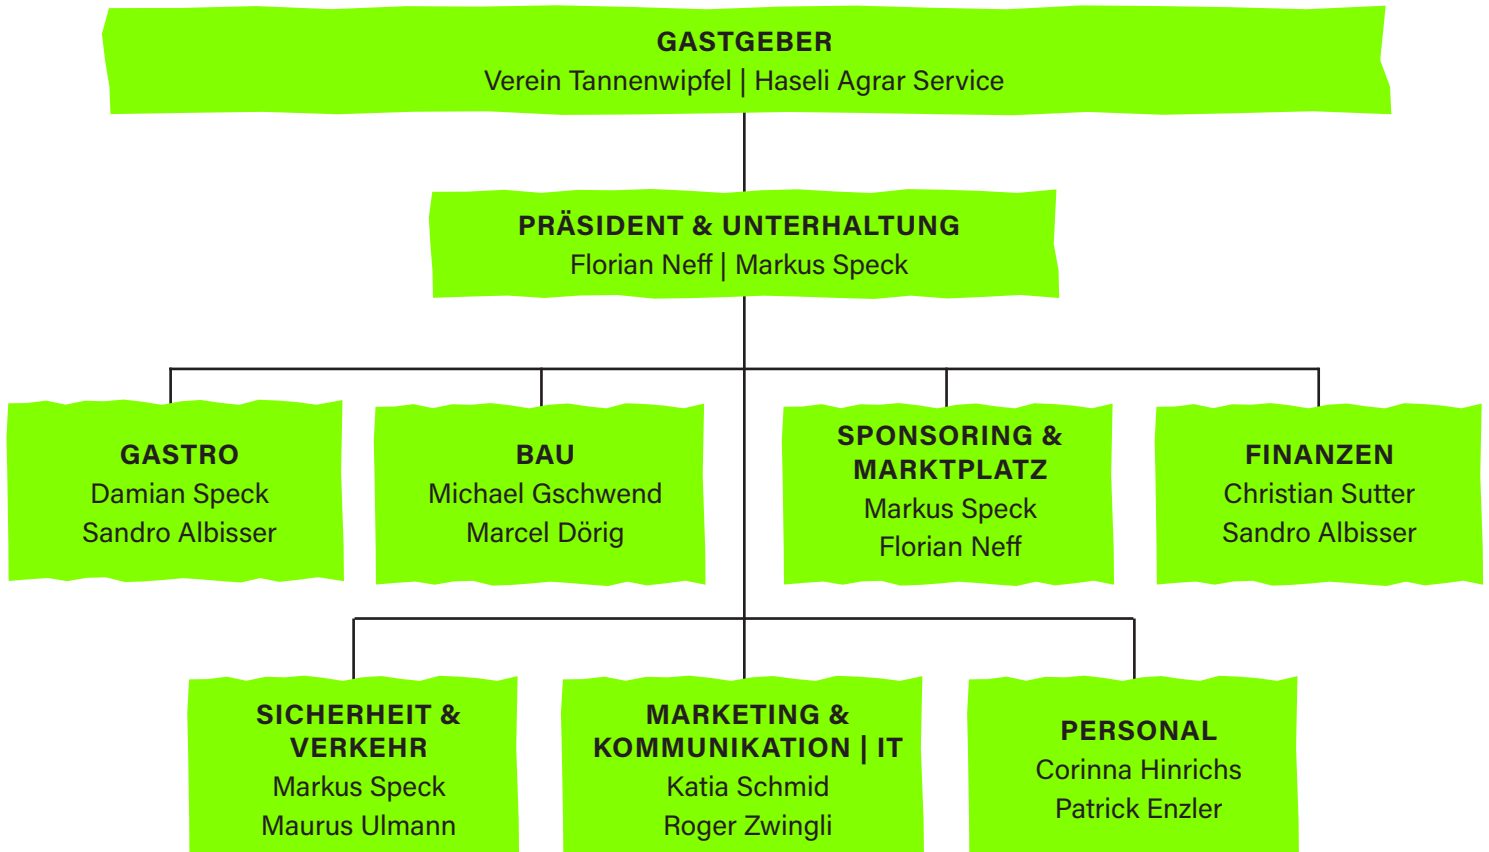 GASTGEBER
Verein Tannenwipfel | Haseli Agrar Service
PRÄSIDENT & UNTERHALTUNG
Florian Neff | Markus Speck
GASTRO
Damian Speck
Sandro Albisser
BAU
Michael Gschwend
Marcel Dörig
SPONSORING &
MARKTPLATZ
Markus Speck
Florian Neff
FINANZEN
Christian Sutter
Sandro Albisser
SICHERHEIT &
VERKEHR
Markus Speck
Maurus Ulmann
MARKETING &
KOMMUNIKATION | IT
Katia Schmid
Roger Zwingli
PERSONAL
Corinna Hinrichs
Patrick Enzler